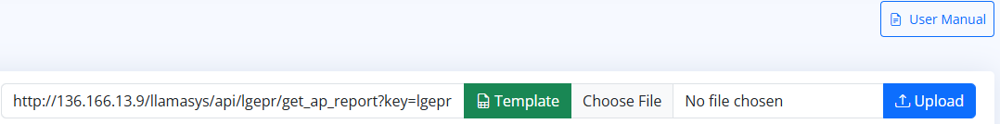 User Manual
http://136.166.13.9/llamasys/api/lgepr/get_ap_report?key=lgepr Template Choose File No file chosen Upload